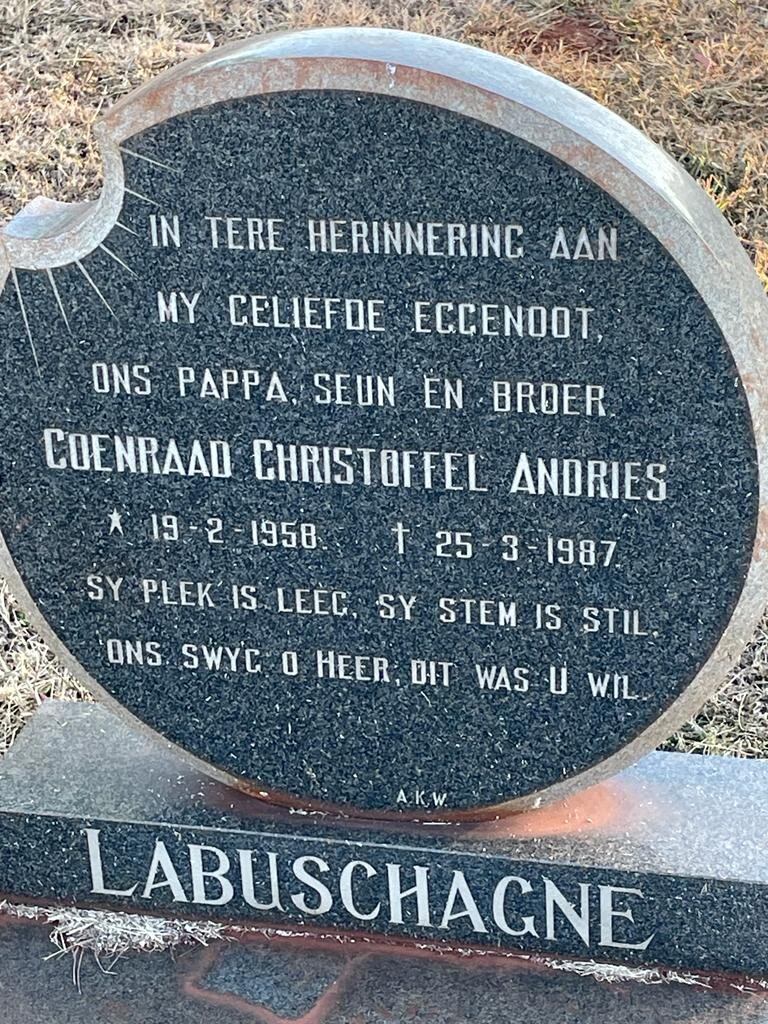 IN TERE HERINNERING AAN
MY GELIEFDE EGGENOOT,
ONS PAPPA, SEUN EN BROER.
COENRAAD CHRISTOFFEL ANDRIES
★ 19-2-1958. † 25-3-1987.
SY PLEK IS LEEG, SY STEM IS STIL,
ONS SWYG O HEER, DIT WAS U WIL.
A.K.W.
LABUSCHAGNE